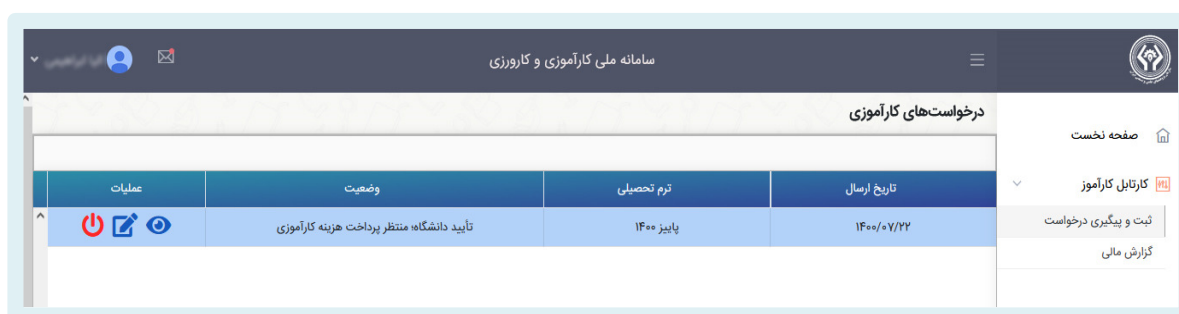 سامانه ملی کارآموزی و کارورزی
صفحه نخست
کارتابل کارآموز
ثبت و پیگیری درخواست
گزارش مالی
درخواست‌های کارآموزی
تاریخ ارسال	ترم تحصیلی	وضعیت	عملیات
۱۴۰۰/۰۷/۲۲	پاییز ۱۴۰۰	تأیید دانشگاه؛ منتظر پرداخت هزینه کارآموزی